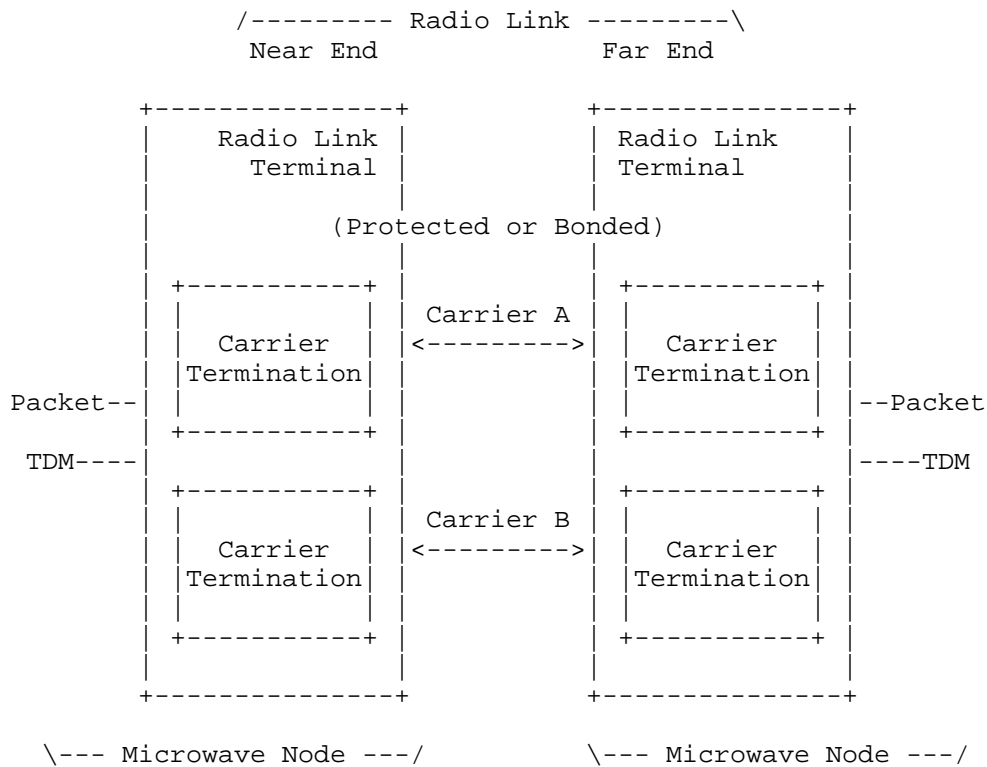 /--------- Radio Link ---------\
Near End Far End
+---------------+ +---------------+
| Radio Link | | Radio Link |
| Terminal | | Terminal |
| | | |
| (Protected or Bonded) |
| | | |
| +-----------+ | | +-----------+ |
| | | | Carrier A | | | |
| | Carrier | |<--------->| | Carrier | |
| |Termination| | | |Termination| |
Packet--| | | | | | | |--Packet
| +-----------+ | | +-----------+ |
TDM----| | | |----TDM
| +-----------+ | | +-----------+ |
| | | | Carrier B | | | |
| | Carrier | |<--------->| | Carrier | |
| |Termination| | | |Termination| |
| | | | | | | |
| +-----------+ | | +-----------+ |
| | | |
+---------------+ +---------------+
\--- Microwave Node ---/ \--- Microwave Node ---/